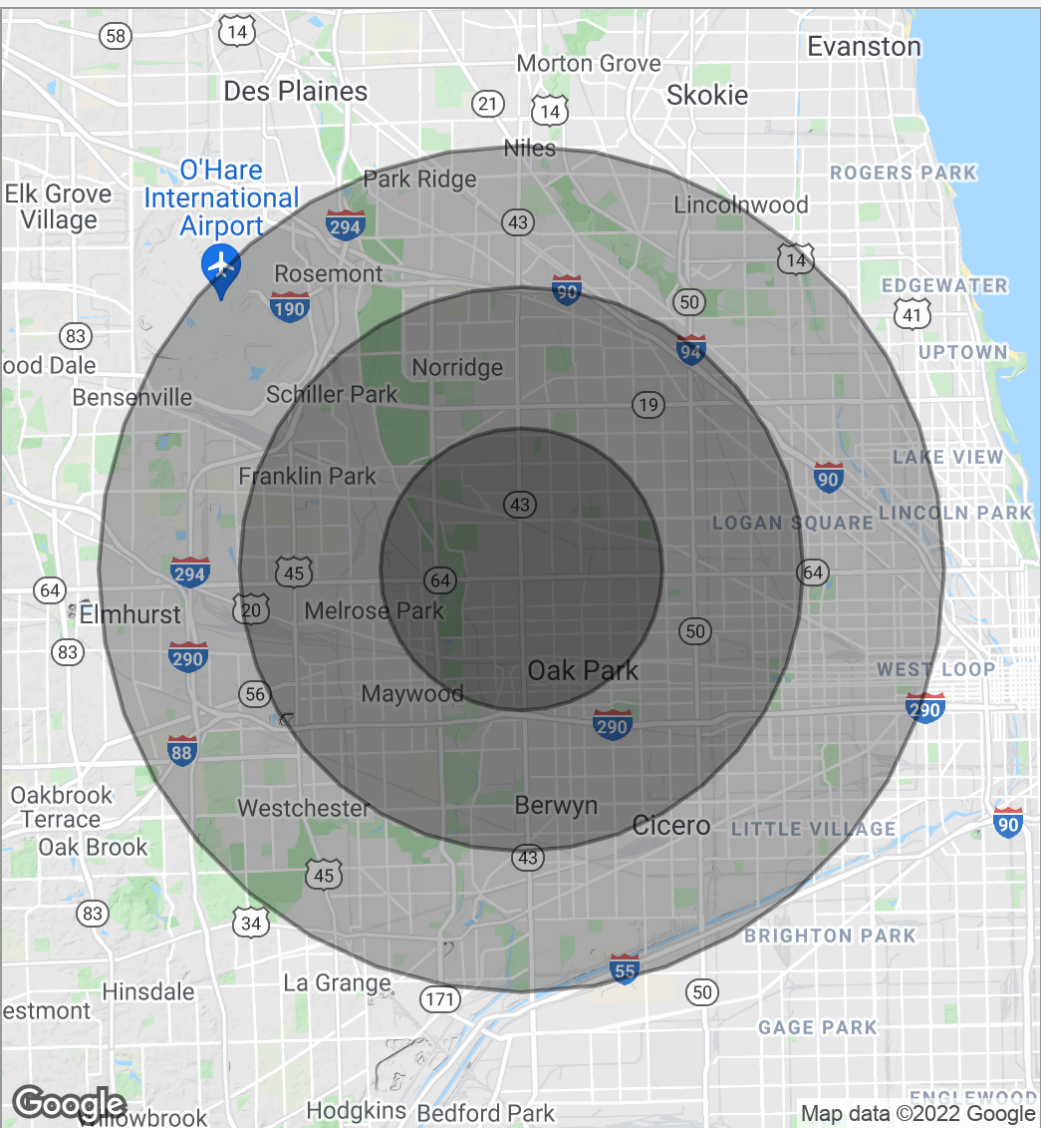 14
58
Evanston
Morton Grove
Des Plaines
Skokie
21
14
Niles
O'Hare
International
Airport
Park Ridge
ROGERS PARK
Elk Grove
Village
Lincolnwood
294
43
14
Rosemont
EDGEWATER
90
190
50
41
83
94
UPTOWN
ood Dale
Norridge
Bensenville
Schiller Park
19
LAKE VIEW
Franklin Park
90
43
LINCOLN PARK
LOGAN SQUARE
294
45
64
64
64
Elmhurst
20
Melrose Park
50
83
290
Oak Park
WEST LOOP
56
Maywood
290
290
88
Oakbrook
Terrace
Westchester
Berwyn
Cicero
LITTLE VILLAGE
90
Oak Brook
43
45
83
34
BRIGHTON PARK
55
La Grange
Hinsdale
171
50
estmont
GAGE PARK
ENGLEWOOD
Google
Willowbrook
Hodgkins
Bedford Park
Map data ©2022 Google